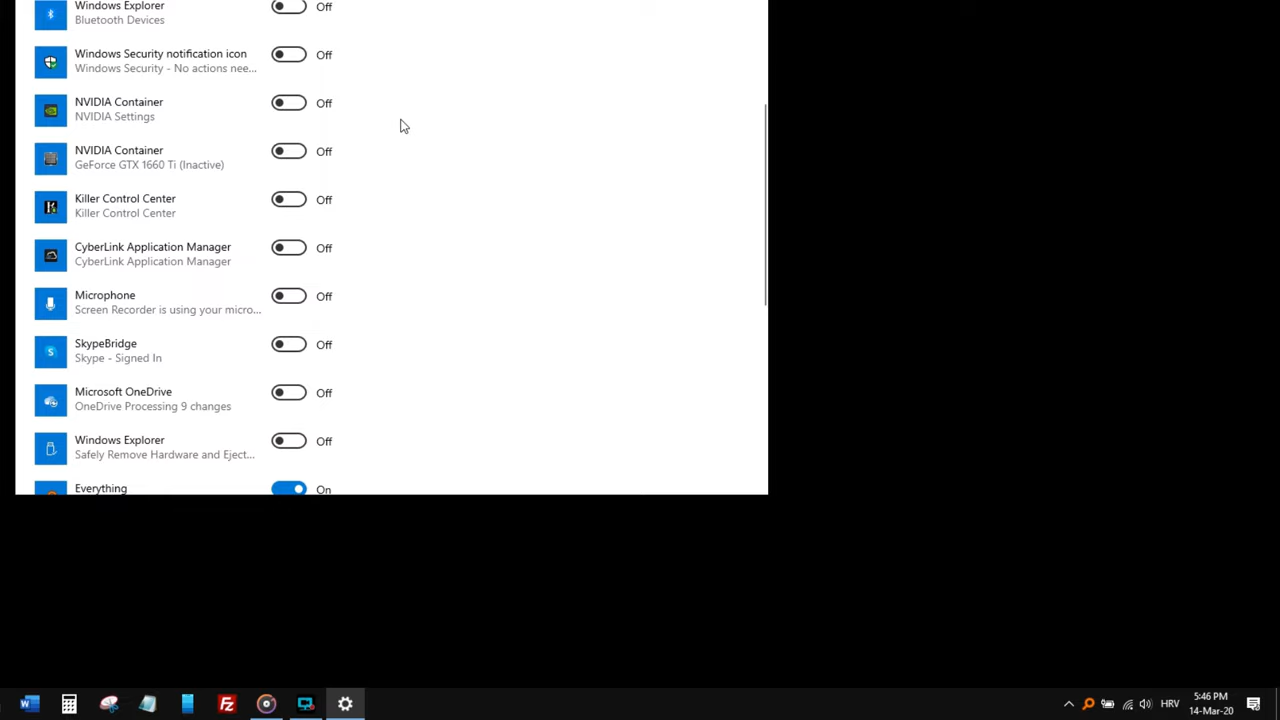 Windows Explorer
Off
Bluetooth Devices
Windows Security notification icon
Off
Windows Security - No actions nee...
NVIDIA Container
Off
NVIDIA Settings
NVIDIA Container
Off
GeForce GTX 1660 Ti (Inactive)
Killer Control Center
Off
Killer Control Center
CyberLink Application Manager
Off
CyberLink Application Manager
Microphone
Off
Screen Recorder is using your micro...
SkypeBridge
Off
Skype - Signed In
Microsoft OneDrive
Off
OneDrive Processing 9 changes
Windows Explorer
Off
Safely Remove Hardware and Eject...
Everything
On
HRV
5:46 PM
14-Mar-20